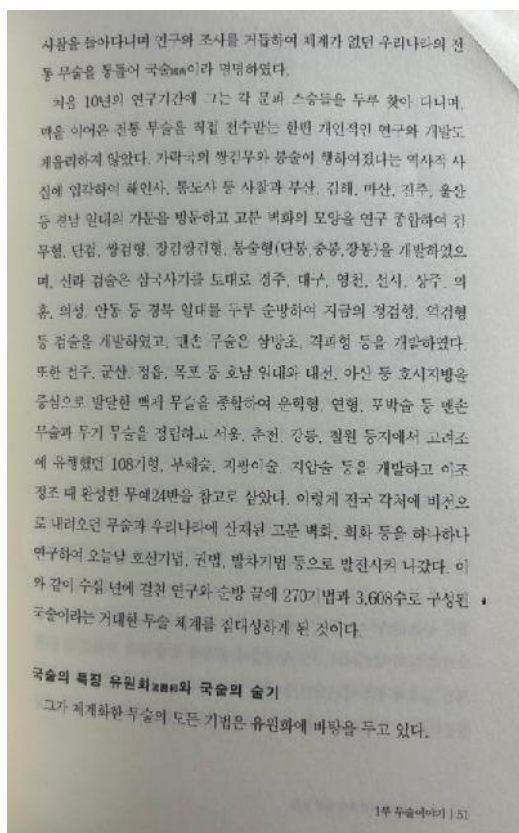 사찰을 돌아다니며 연구와 조사를 거듭하여 체계가 없던 우리나라의 전
통 무술을 통틀어 국술이라 명명하였다.
처음 10년의 연구기간에 그는 각 문파 스승들을 두루 찾아 다니며,
맥을 이어온 전통 무술을 직접 전수받는 한편 개인적인 연구와 개발도
게을리하지 않았다. 가락국의 쌍검무와 봉술이 행하여졌다는 역사적 사
실에 입각하여 해인사, 통도사 등 사찰과 부산, 김해, 마산, 진주, 울산
등 경남 일대의 가문을 방문하고 고분 벽화의 모양을 연구 종합하여 검
무형, 단검, 쌍검형, 장검쌍검형, 봉술형(단봉,중봉,장봉)을 개발하였으
며, 신라 검술은 삼국사기를 토대로 경주, 대구, 영천, 선사, 상주, 의
흥, 의성, 안동 등 경북 일대를 두루 순방하여 지금의 정검형, 역검형
등 검술을 개발하였고, 맨손 무술은 삼방초, 격파형 등을 개발하였다.
또한 전주, 군산, 정읍, 목포 등 호남 일대와 대전, 아산 등 호서지방을
중심으로 발달한 백제 무술을 종합하여 운학형, 연형, 포박술 등 맨손
무술과 무기 무술을 정립하고 서울, 춘천, 강릉, 철원 등지에서 고려조
에 유행했던 108기형, 부채술, 지팡이술, 지압술 등을 개발하고 이조
정조 때 완성한 무예24반을 참고로 삼았다. 이렇게 전국 각처에 비전으
로 내려오던 무술과 우리나라에 산재된 고분 벽화, 회화 등을 하나하나
연구하여 오늘날 호신기법, 권법, 발차기법 등으로 발전시켜 나갔다. 이
와 같이 수십 년에 걸친 연구와 순방 끝에 270기법과 3,608수로 구성된
국술이라는 거대한 무술 체계를 집대성하게 된 것이다.
국술의 특징 유원화와 국술의 술기
그가 체계화한 무술의 모든 기법은 유원화에 바탕을 두고 있다.
1부 무술이야기 | 51